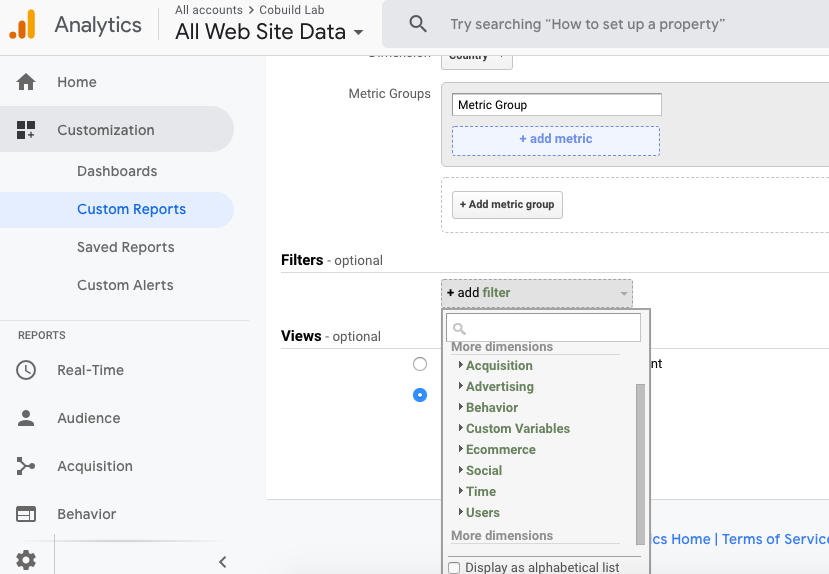 Analytics
All accounts > Cobuild Lab
All Web Site Data
Try searching “How to set up a property”
Home
Customization
Dashboards
Custom Reports
Saved Reports
Custom Alerts
REPORTS
Real-Time
Audience
Acquisition
Behavior
Dimension
Country
Metric Groups
Metric Group
+ add metric
+ Add metric group
Filters - optional
+ add filter
Views - optional
More dimensions
Acquisition
Advertising
Behavior
Custom Variables
Ecommerce
Social
Time
Users
More dimensions
Display as alphabetical list
nt
cs Home | Terms of Service